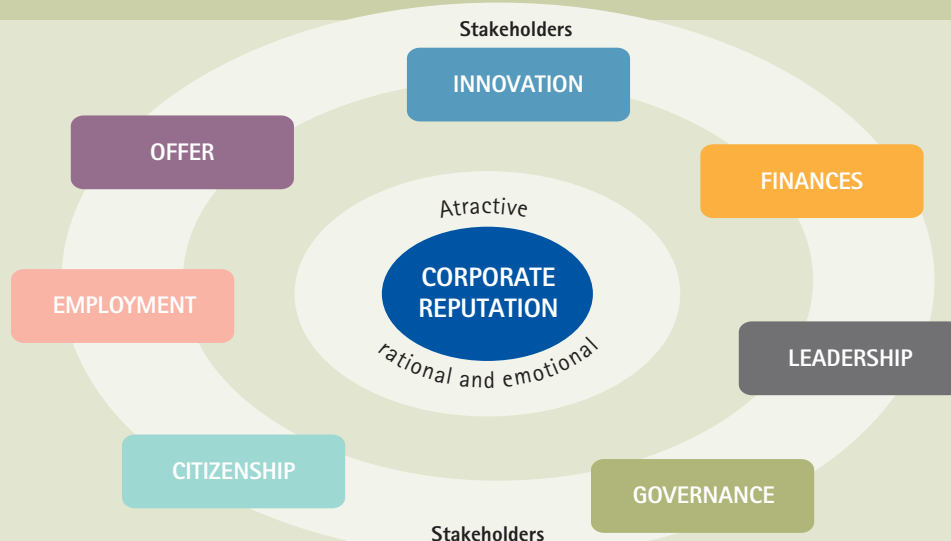 Stakeholders
INNOVATION
OFFER
FINANCES
Atractive
CORPORATE
REPUTATION
rational and emotional
EMPLOYMENT
LEADERSHIP
CITIZENSHIP
GOVERNANCE
Stakeholders